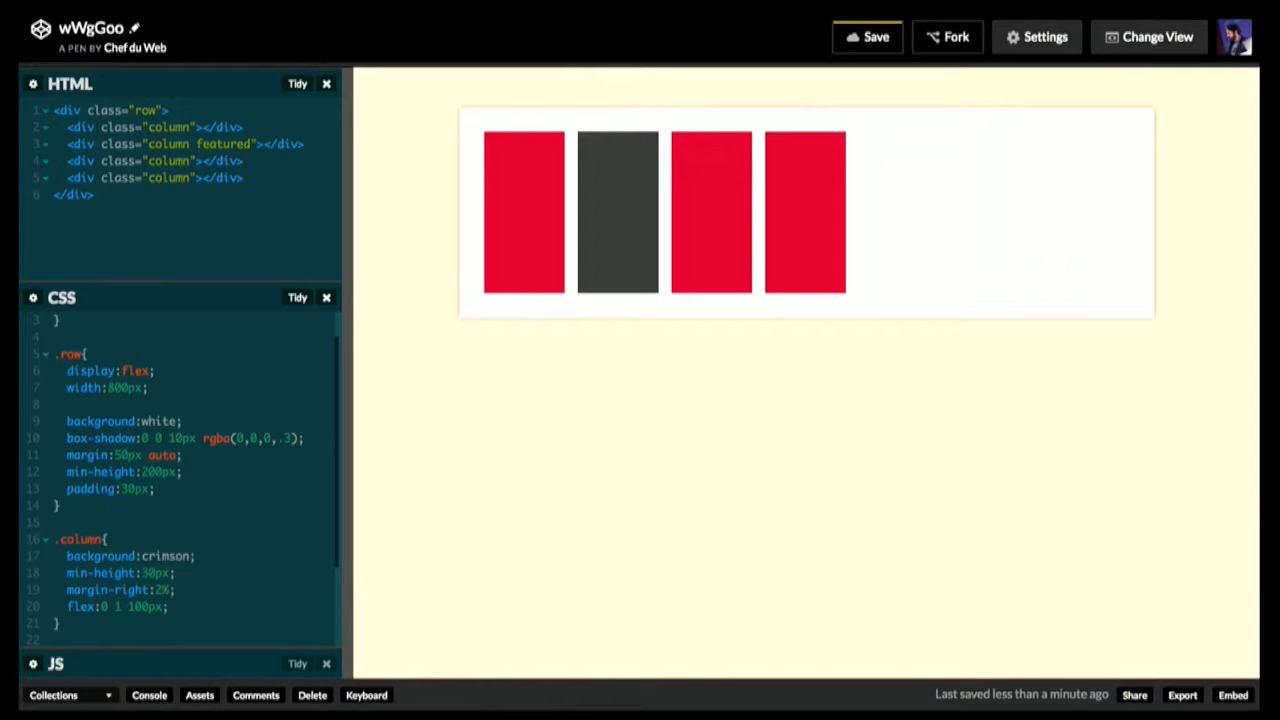 wWgGoo
A PEN BY Chef du Web
Save
Fork
Settings
Change View
HTML
Tidy
1 <div class="row">
2 <div class="column"></div>
3 <div class="column featured"></div>
4 <div class="column"></div>
5 <div class="column"></div>
6 </div>
CSS
Tidy
3 }
4
5 .row{
6 display:flex;
7 width:800px;
8
9 background:white;
10 box-shadow:0 0 10px rgba(0,0,0,.3);
11 margin:50px auto;
12 min-height:200px;
13 padding:30px;
14 }
15
16 .column{
17 background:crimson;
18 min-height:30px;
19 margin-right:2%;
20 flex:0 1 100px;
21 }
22
JS
Tidy
Collections
Console
Assets
Comments
Delete
Keyboard
Last saved less than a minute ago
Share
Export
Embed